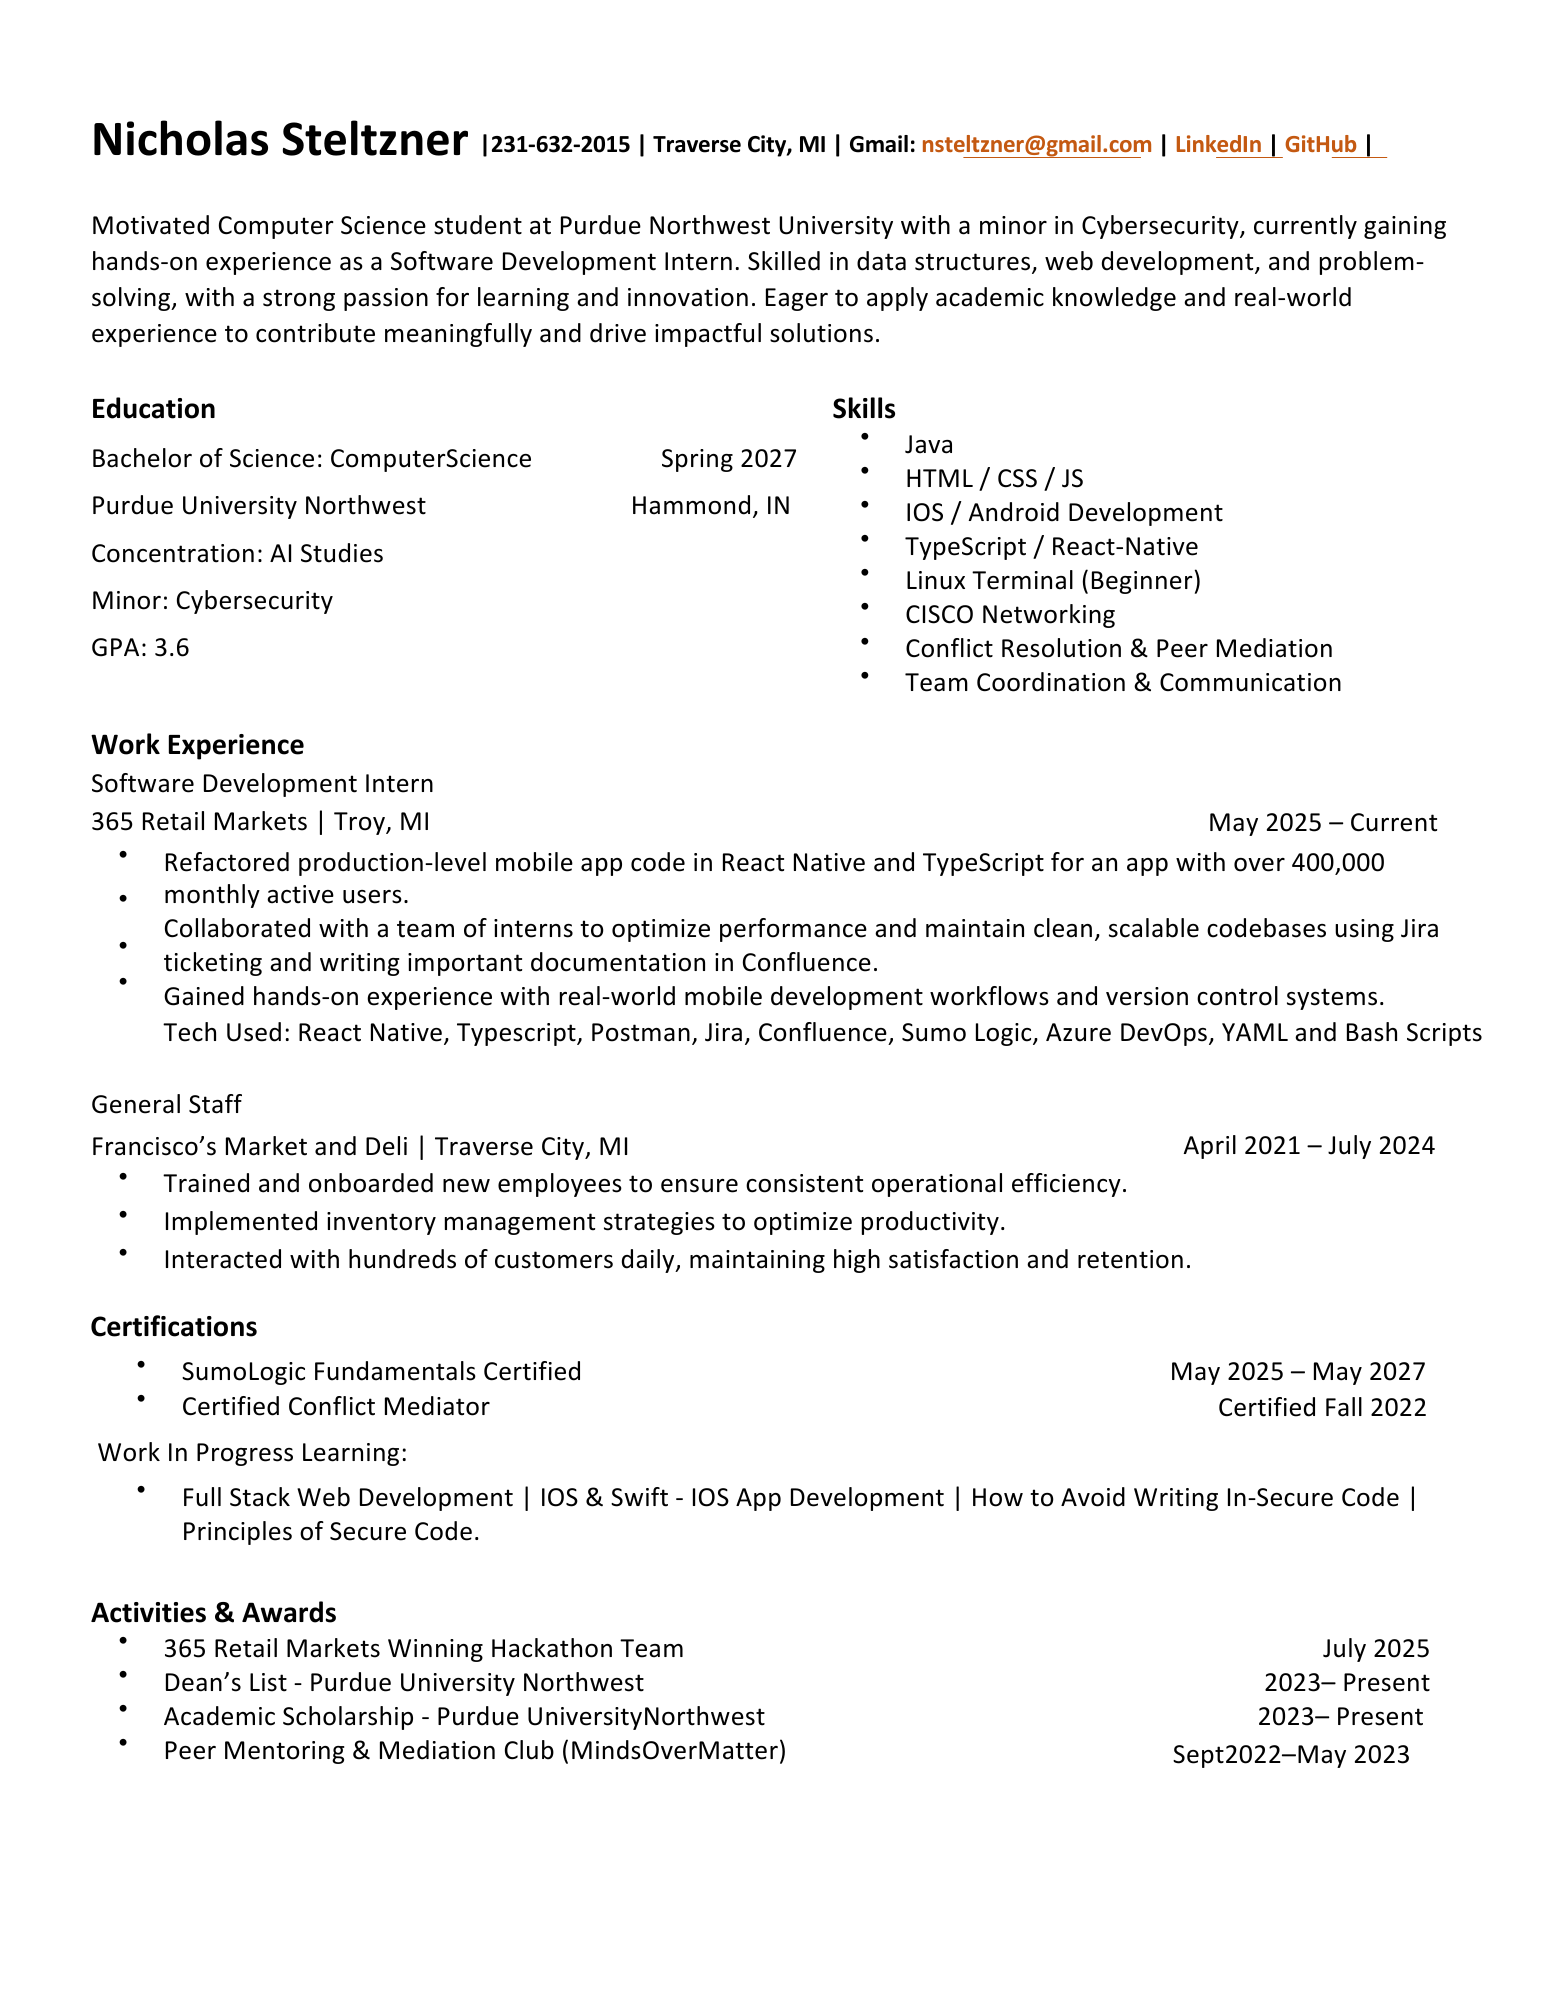 Nicholas Steltzner |231-632-2015 | Traverse City, MI | Gmail: nsteltzner@gmail.com | LinkedIn | GitHub |
Motivated Computer Science student at Purdue Northwest University with a minor in Cybersecurity, currently gaining
hands-on experience as a Software Development Intern. Skilled in data structures, web development, and problem-
solving, with a strong passion for learning and innovation. Eager to apply academic knowledge and real-world
experience to contribute meaningfully and drive impactful solutions.
Education
Bachelor of Science: ComputerScience Spring 2027
Purdue University Northwest Hammond, IN
Concentration: AI Studies
Minor: Cybersecurity
GPA: 3.6
Skills
• Java
• HTML / CSS / JS
• IOS / Android Development
• TypeScript / React-Native
• Linux Terminal (Beginner)
• CISCO Networking
• Conflict Resolution & Peer Mediation
• Team Coordination & Communication
Work Experience
Software Development Intern
365 Retail Markets | Troy, MI May 2025 – Current
• Refactored production-level mobile app code in React Native and TypeScript for an app with over 400,000
• monthly active users.
Collaborated with a team of interns to optimize performance and maintain clean, scalable codebases using Jira
• ticketing and writing important documentation in Confluence.
• Gained hands-on experience with real-world mobile development workflows and version control systems.
Tech Used: React Native, Typescript, Postman, Jira, Confluence, Sumo Logic, Azure DevOps, YAML and Bash Scripts
General Staff
Francisco’s Market and Deli | Traverse City, MI April 2021 – July 2024
• Trained and onboarded new employees to ensure consistent operational efficiency.
• Implemented inventory management strategies to optimize productivity.
• Interacted with hundreds of customers daily, maintaining high satisfaction and retention.
Certifications
• SumoLogic Fundamentals Certified May 2025 – May 2027
• Certified Conflict Mediator Certified Fall 2022
Work In Progress Learning:
• Full Stack Web Development | IOS & Swift - IOS App Development | How to Avoid Writing In-Secure Code |
Principles of Secure Code.
Activities & Awards
• 365 Retail Markets Winning Hackathon Team July 2025
• Dean’s List - Purdue University Northwest 2023– Present
• Academic Scholarship - Purdue UniversityNorthwest 2023– Present
• Peer Mentoring & Mediation Club (MindsOverMatter) Sept2022–May 2023